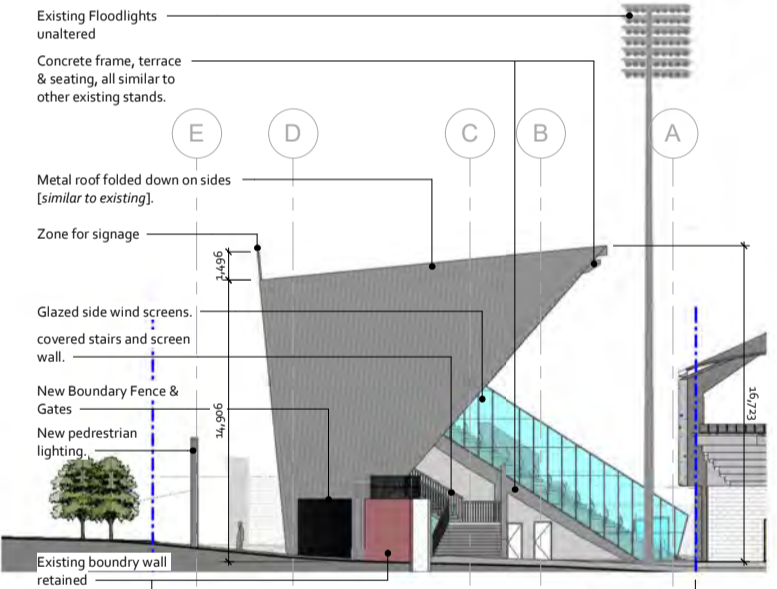 Existing Floodlights
unaltered
Concrete frame, terrace
& seating, all similar to
other existing stands.
E
D
C
B
A
Metal roof folded down on sides
[similar to existing].
Zone for signage
1,496
Glazed side wind screens.
covered stairs and screen
wall.
New Boundary Fence &
Gates
14,906
16,723
New pedrestrian
lighting.
Existing boundry wall
retained